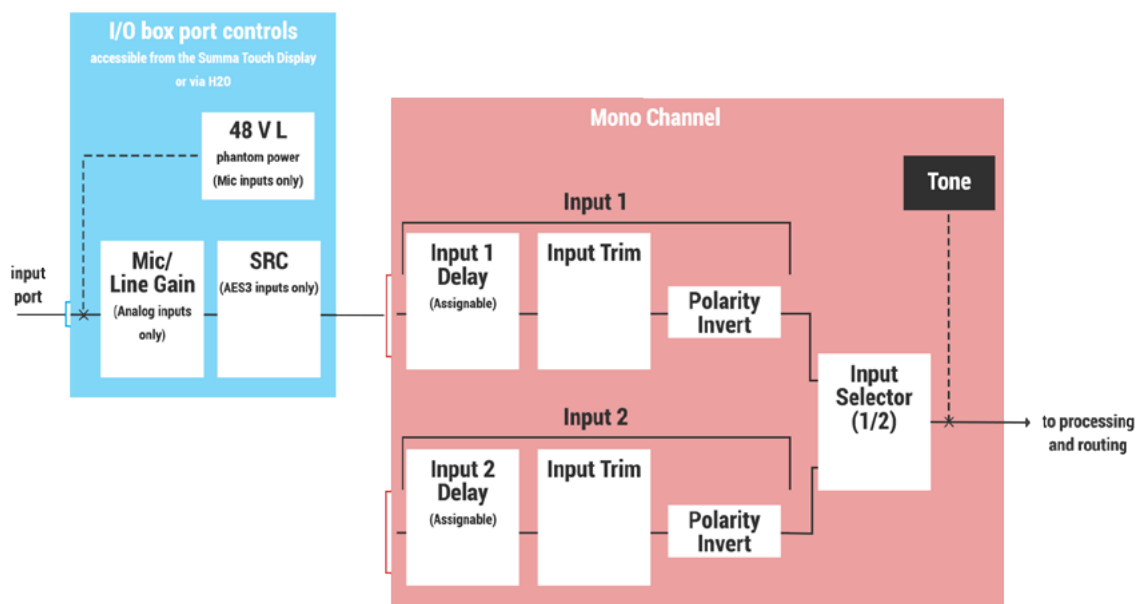 I/O box port controls
accessible from the Summa Touch Display
or via H2O
48 V L
phantom power
(Mic inputs only)
input
port
Mic/
Line Gain
(Analog inputs
only)
SRC
(AES3 inputs only)
Mono Channel
Tone
Input 1
Input 1
Delay
(Assignable)
Input Trim
Polarity
Invert
Input
Selector
(1/2)
to processing
and routing
Input 2
Input 2
Delay
(Assignable)
Input Trim
Polarity
Invert